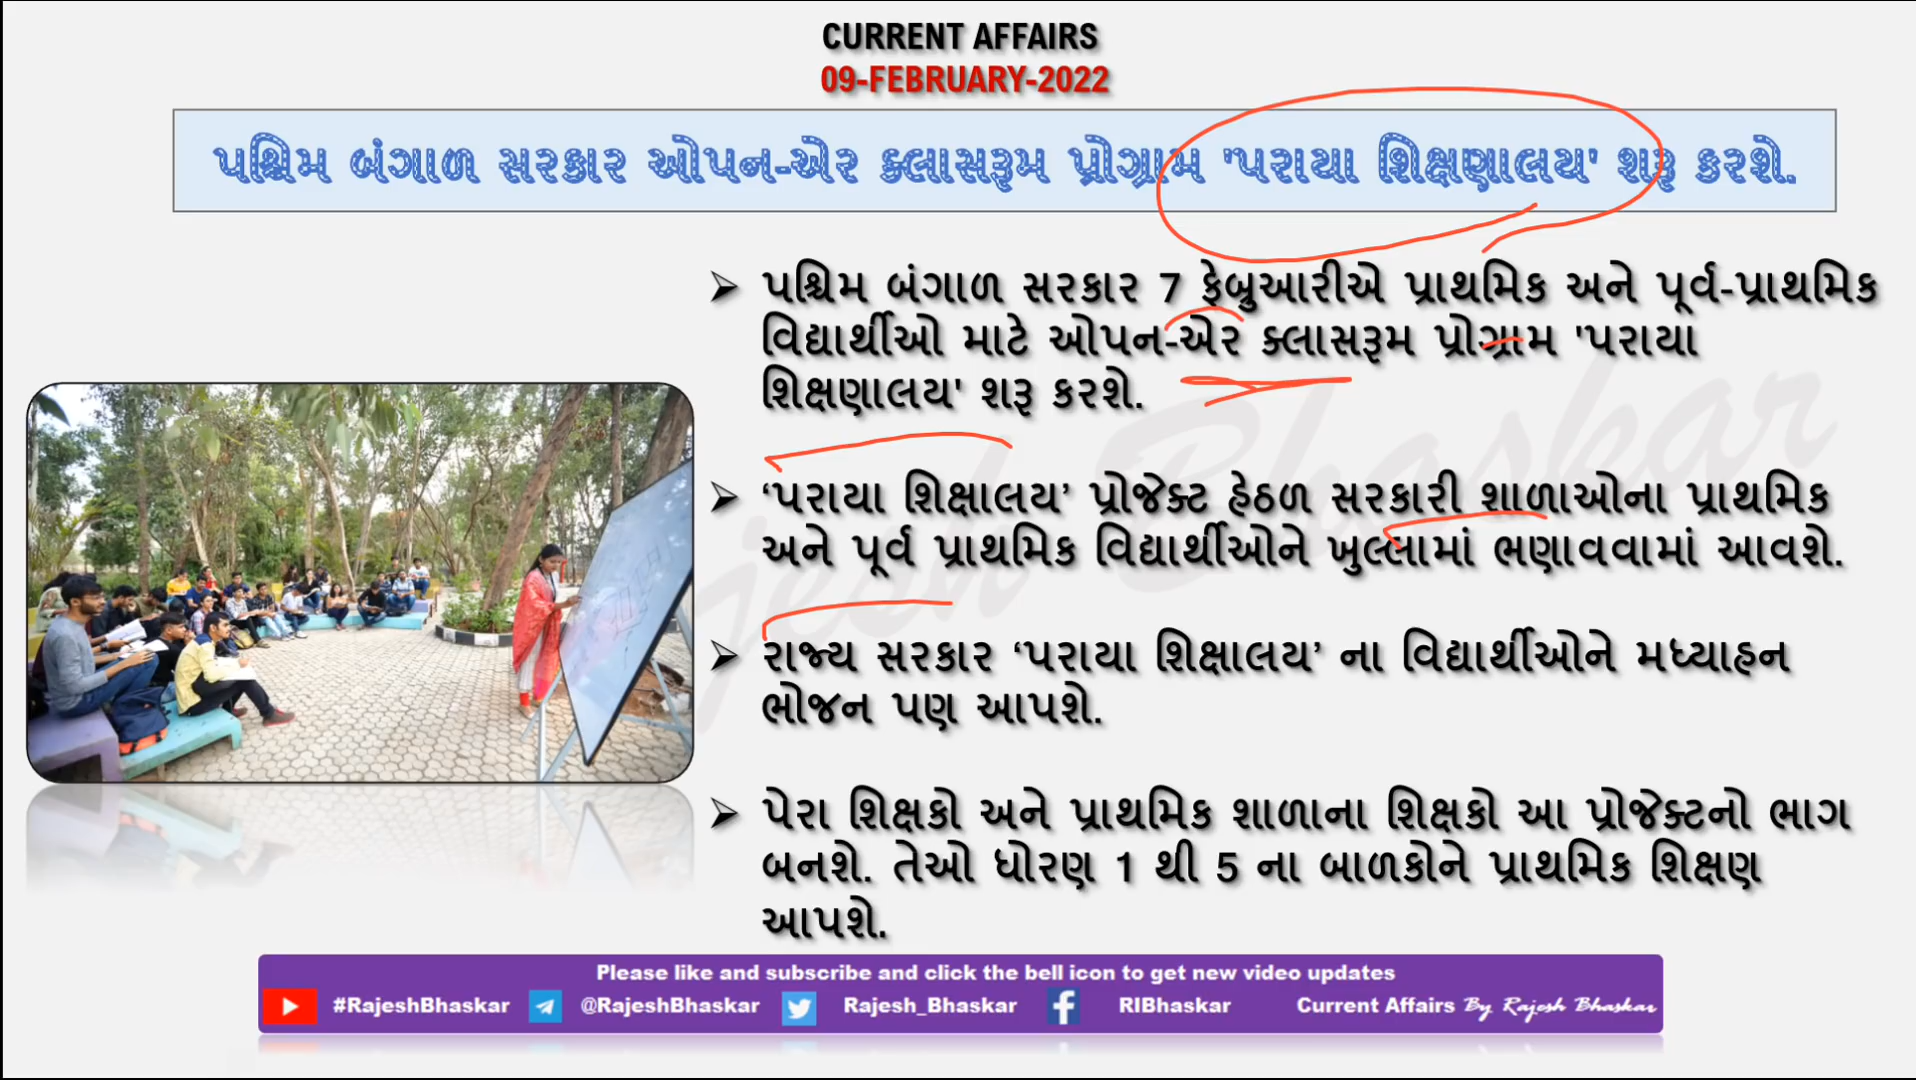 CURRENT AFFAIRS
09-FEBRUARY-2022
પશ્ચિમ બંગાળ સરકાર ઓપન-એર ક્લાસરૂમ પ્રોગ્રામ 'પરાયા શિક્ષણાલય' શરૂ કરશે.
➢ પશ્ચિમ બંગાળ સરકાર 7 ફેબ્રુઆરીએ પ્રાથમિક અને પૂર્વ-પ્રાથમિક
વિદ્યાર્થીઓ માટે ઓપન-એર ક્લાસરૂમ પ્રોગ્રામ 'પરાયા
શિક્ષણાલય' શરૂ કરશે.
➢ ‘પરાયા શિક્ષાલય’ પ્રોજેક્ટ હેઠળ સરકારી શાળાઓના પ્રાથમિક
અને પૂર્વ પ્રાથમિક વિદ્યાર્થીઓને ખુલ્લામાં ભણાવવામાં આવશે.
➢ રાજ્ય સરકાર ‘પરાયા શિક્ષાલય’ ના વિદ્યાર્થીઓને મધ્યાહન
ભોજન પણ આપશે.
➢ પેરા શિક્ષકો અને પ્રાથમિક શાળાના શિક્ષકો આ પ્રોજેક્ટનો ભાગ
બનશે. તેઓ ધોરણ 1 થી 5 ના બાળકોને પ્રાથમિક શિક્ષણ
આપશે.
Rajesh Bhaskar
Please like and subscribe and click the bell icon to get new video updates
#RajeshBhaskar @RajeshBhaskar Rajesh_Bhaskar RIBhaskar Current Affairs By Rajesh Bhaskar